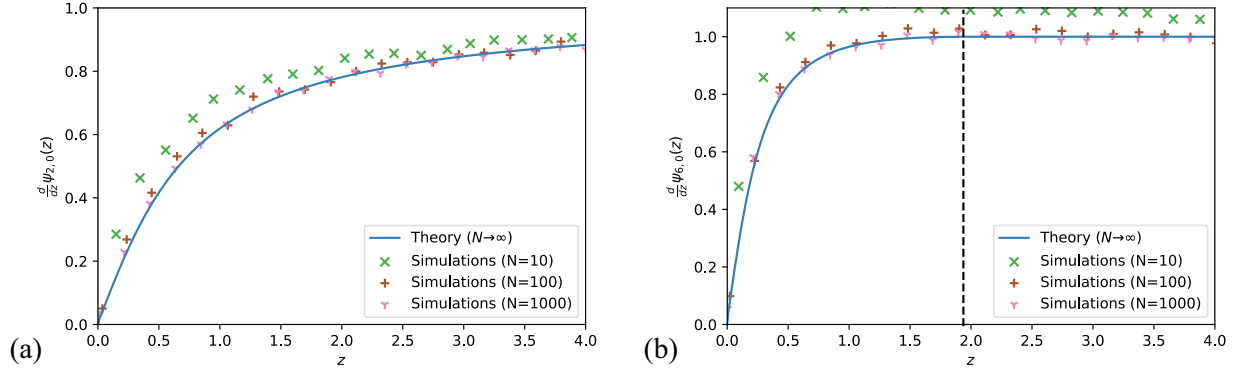 (a)
d/dz ψ2,0(z)
1.0
0.8
0.6
0.4
0.2
0.0
0.0 0.5 1.0 1.5 2.0 2.5 3.0 3.5 4.0
z
Theory (N→∞)
Simulations (N=10)
Simulations (N=100)
Simulations (N=1000)
(b)
d/dz ψ6,0(z)
1.0
0.8
0.6
0.4
0.2
0.0
0.0 0.5 1.0 1.5 2.0 2.5 3.0 3.5 4.0
z
Theory (N→∞)
Simulations (N=10)
Simulations (N=100)
Simulations (N=1000)